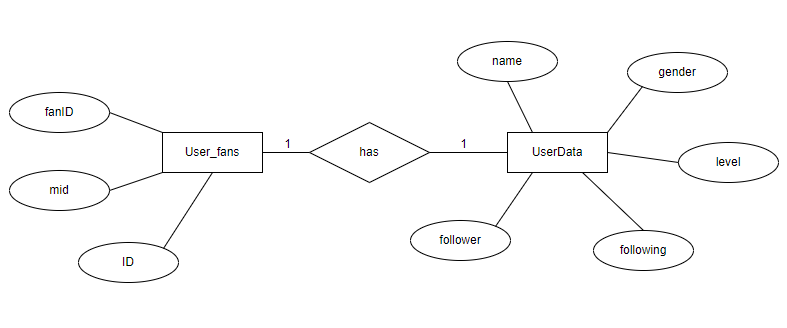 name
gender
fanID
User_fans
1
has
1
UserData
level
mid
follower
following
ID